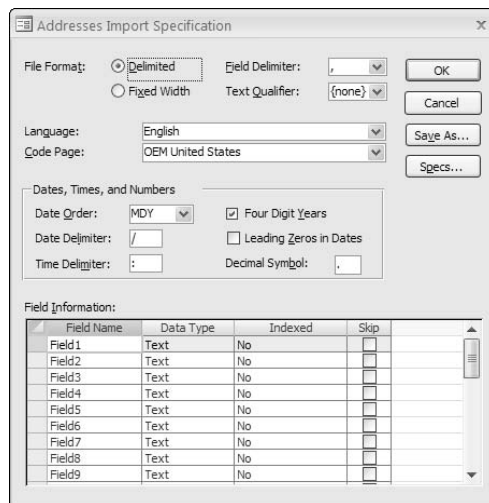 Addresses Import Specification
File Format: Delimited Field Delimiter: , OK
Fixed Width Text Qualifier: {none} Cancel
Language: English Save As...
Code Page: OEM United States Specs...
Dates, Times, and Numbers
Date Order: MDY Four Digit Years
Date Delimiter: / Leading Zeros in Dates
Time Delimiter: : Decimal Symbol: .
Field Information:
Field Name Data Type Indexed Skip
Field1 Text No
Field2 Text No
Field3 Text No
Field4 Text No
Field5 Text No
Field6 Text No
Field7 Text No
Field8 Text No
Field9 Text No